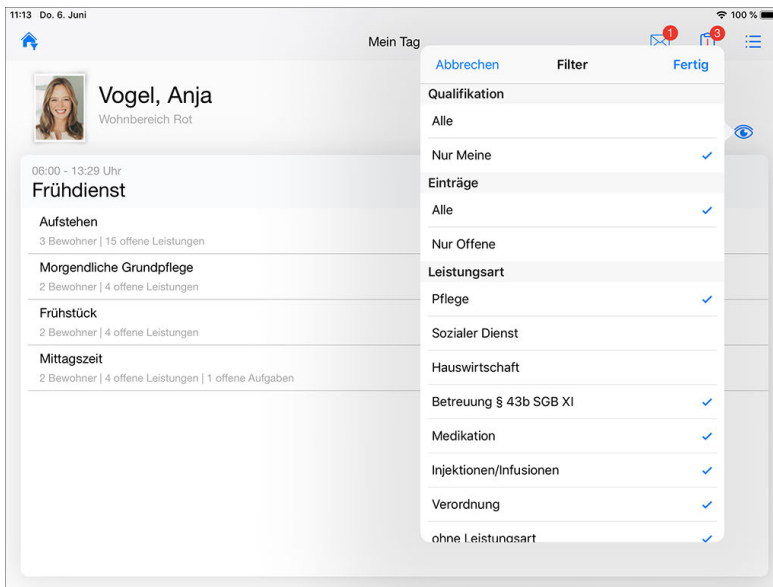 11:13 Do. 6. Juni
100 %
Mein Tag
1
3
Vogel, Anja
Wohnbereich Rot
06:00 - 13:29 Uhr
Frühdienst
Aufstehen
3 Bewohner | 15 offene Leistungen
Morgendliche Grundpflege
2 Bewohner | 4 offene Leistungen
Frühstück
2 Bewohner | 4 offene Leistungen
Mittagszeit
2 Bewohner | 4 offene Leistungen | 1 offene Aufgaben
Abbrechen Filter Fertig
Qualifikation
Alle
Nur Meine
Einträge
Alle
Nur Offene
Leistungsart
Pflege
Sozialer Dienst
Hauswirtschaft
Betreuung § 43b SGB XI
Medikation
Injektionen/Infusionen
Verordnung
ohne Leistungsart